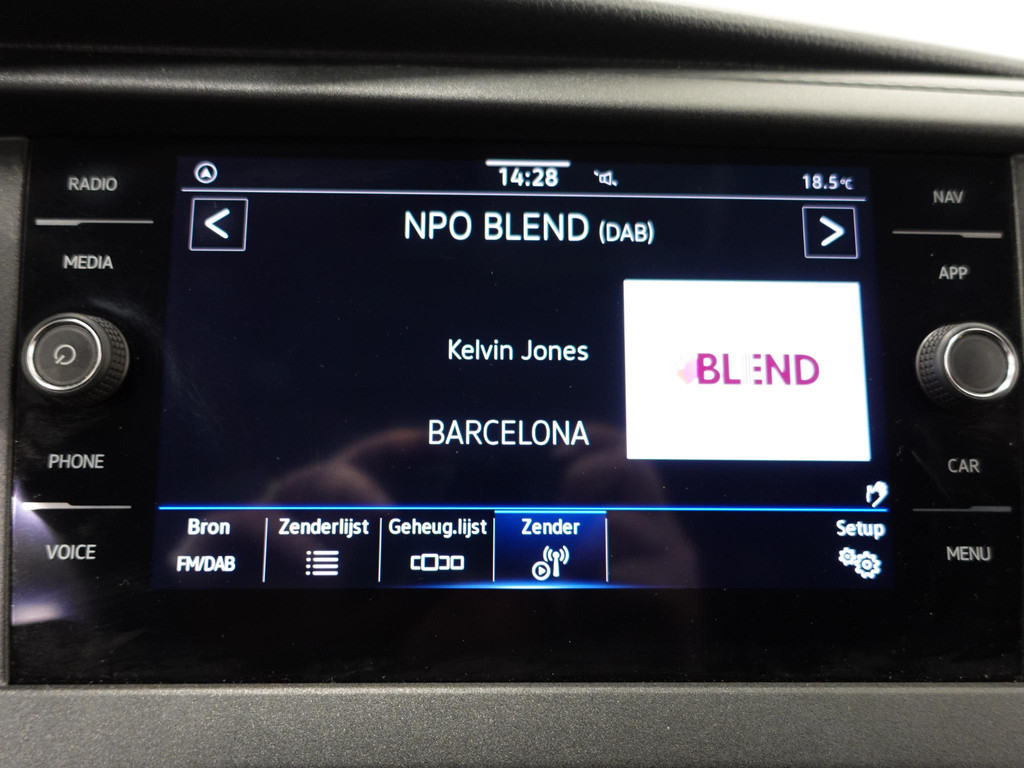 RADIO
MEDIA
PHONE
VOICE
14:28
18.5°C
<
NPO BLEND (DAB)
>
Kelvin Jones
BARCELONA
BLEND
Bron
FM/DAB
Zenderlijst
Geheug.lijst
Zender
Setup
NAV
APP
CAR
MENU